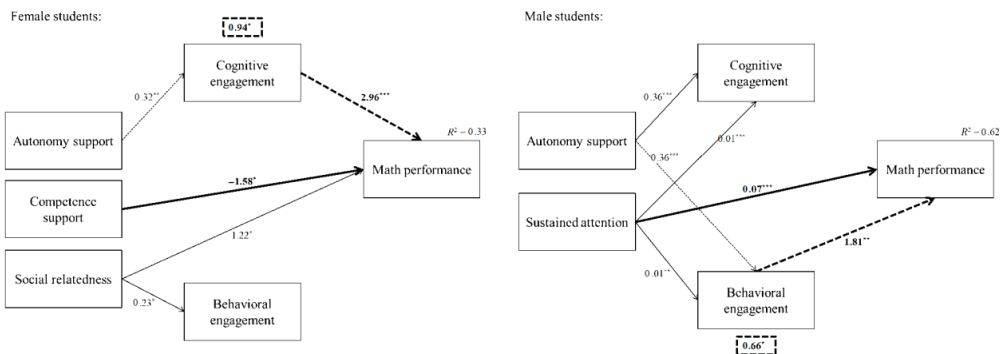 Female students:
0.94*
Cognitive
engagement
0.32**
2.96***
Autonomy support
R² – 0.33
Math performance
Competence
support
–1.58*
1.22*
Social relatedness
0.23*
Behavioral
engagement
Male students:
Cognitive
engagement
0.36***
0.01***
Autonomy support
R² – 0.62
0.36***
Math performance
Sustained attention
0.07***
1.81**
0.01**
Behavioral
engagement
0.66*